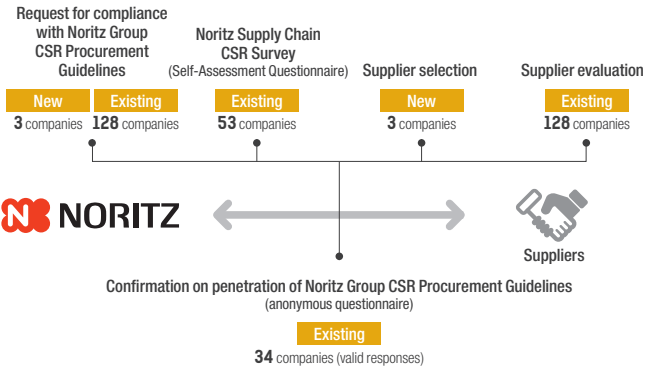 Request for compliance
with Noritz Group
CSR Procurement
Guidelines
New
3 companies
Existing
128 companies
Noritz Supply Chain
CSR Survey
(Self-Assessment Questionnaire)
Existing
53 companies
Supplier selection
New
3 companies
Supplier evaluation
Existing
128 companies
N NORITZ
Suppliers
Confirmation on penetration of Noritz Group CSR Procurement Guidelines
(anonymous questionnaire)
Existing
34 companies (valid responses)